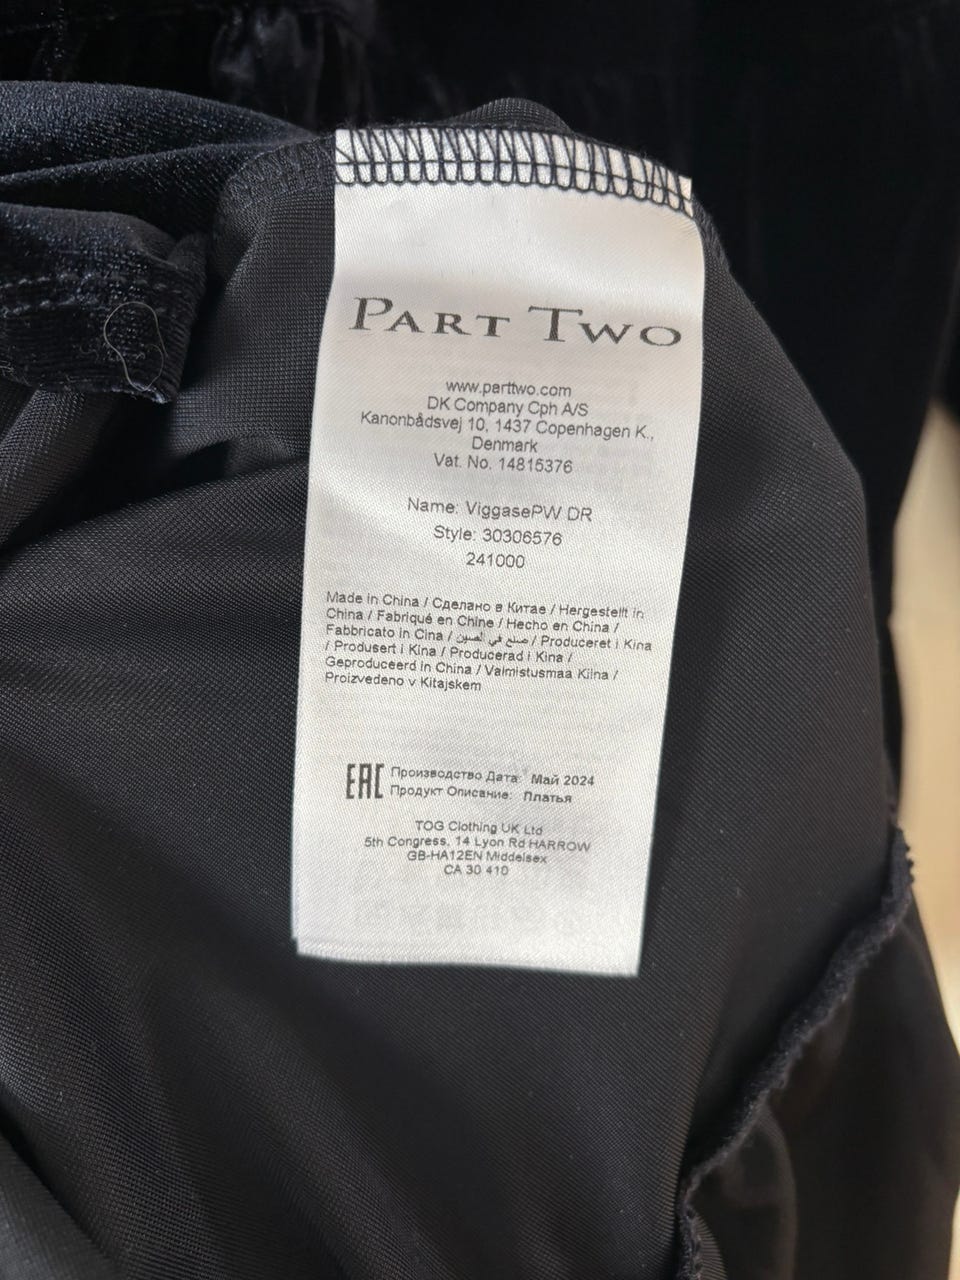 PART TWO
www.parttwo.com
DK Company Cph A/S
Kanonbådsvej 10, 1437 Copenhagen K.,
Denmark
Vat. No. 14815376
Name: ViggasePW DR
Style: 30306576
241000
Made in China / Сделано в Китае / Hergestellt in
China / Fabriqué en Chine / Hecho en China /
Fabbricato in Cina / صنع في الصين / Produceret i Kina
/ Produsert i Kina / Producerad i Kina /
Geproduceerd in China / Valmistusmaa Kiina /
Proizvedeno v Kitajskem
EAC Производство Дата: Май 2024
Продукт Описание: Платья
TOG Clothing UK Ltd
5th Congress, 14 Lyon Rd HARROW
GB-HA12EN Middelsex
CA 30 410